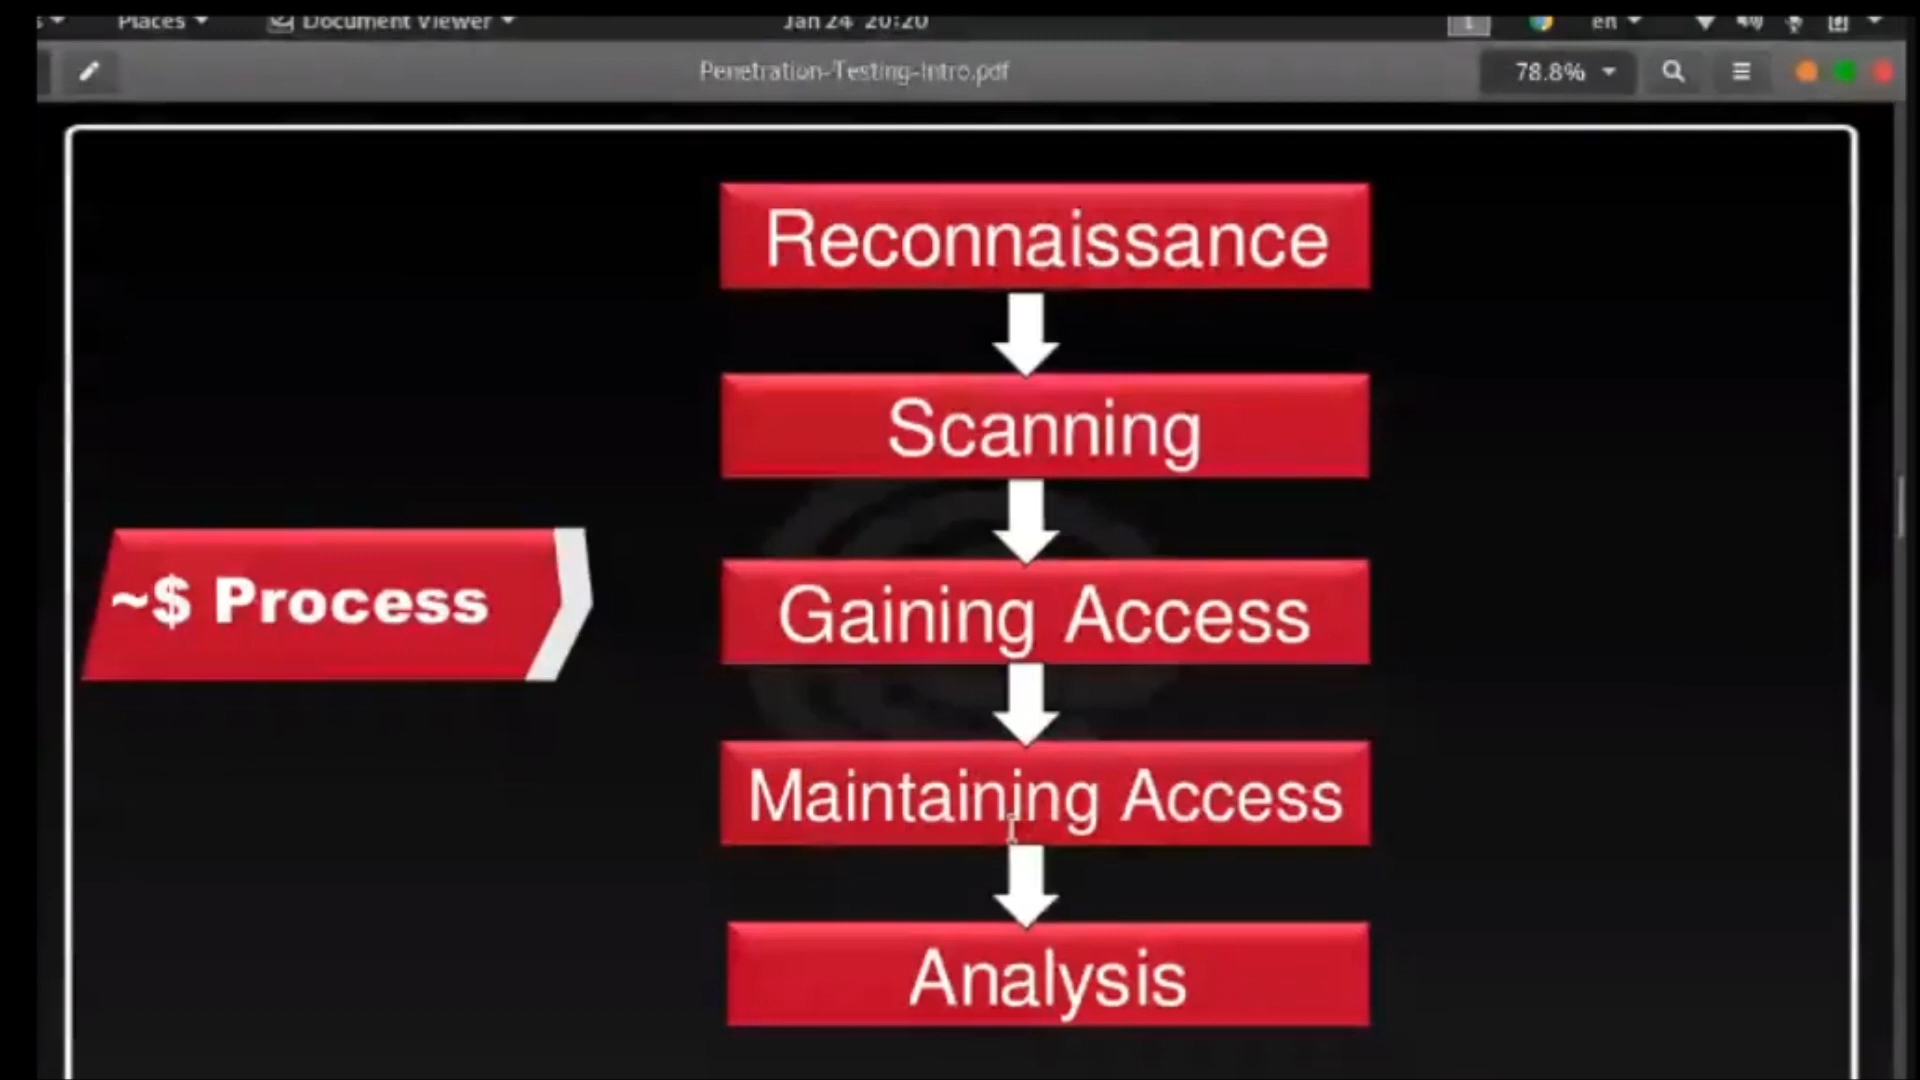 Places
Document Viewer
Jan 24 20:20
1
en
Penetration-Testing-Intro.pdf
78.8%
Reconnaissance
Scanning
Gaining Access
~$ Process
Maintaining Access
Analysis